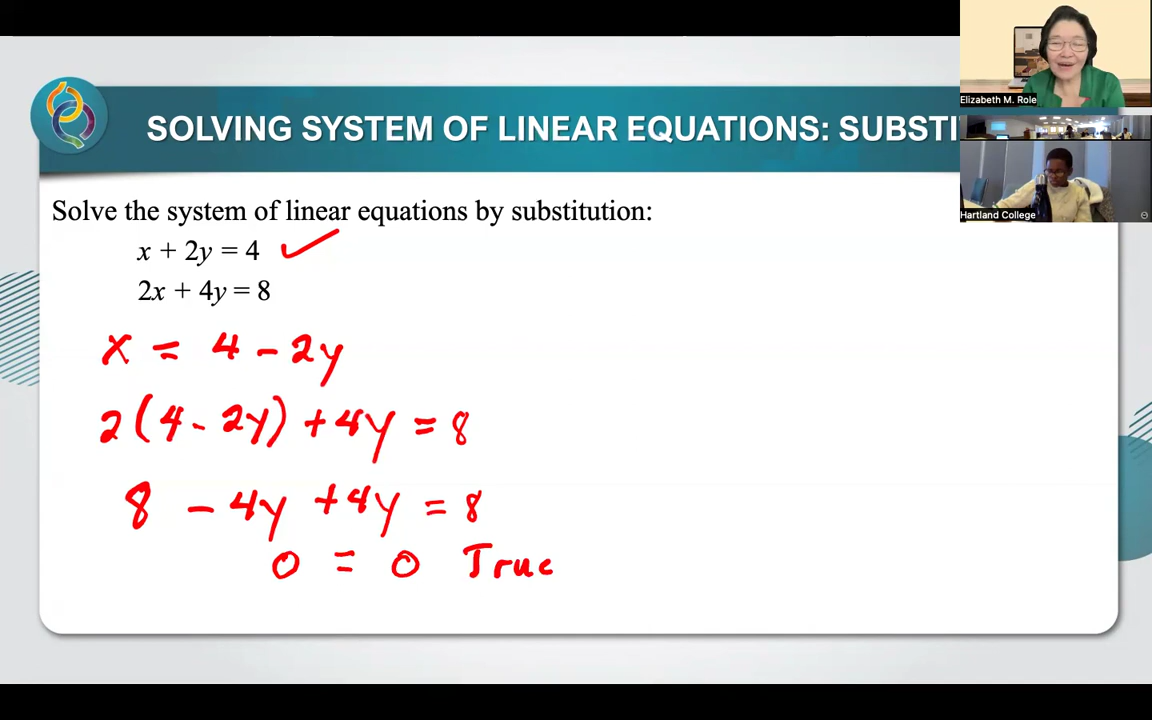 Elizabeth M. Role
SOLVING SYSTEM OF LINEAR EQUATIONS: SUBSTI
Hartland College
Solve the system of linear equations by substitution:
x + 2y = 4
2x + 4y = 8
x = 4 - 2y
2(4 - 2y) + 4y = 8
8 - 4y + 4y = 8
0 = 0 True